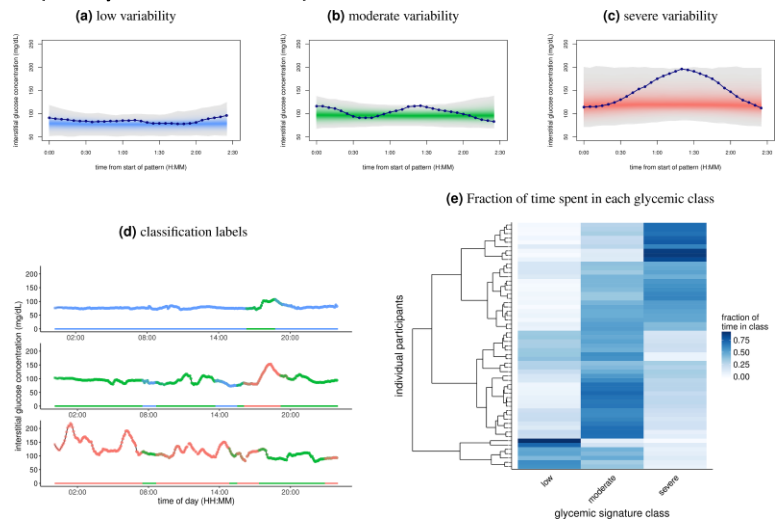 (a) low variability
(b) moderate variability
(c) severe variability
interstitial glucose concentration (mg/dL)
250
200
150
100
50
0:00 0:30 1:00 1:30 2:00 2:30
time from start of pattern (H:MM)
interstitial glucose concentration (mg/dL)
250
200
150
100
50
0:00 0:30 1:00 1:30 2:00 2:30
time from start of pattern (H:MM)
interstitial glucose concentration (mg/dL)
250
200
150
100
50
0:00 0:30 1:00 1:30 2:00 2:30
time from start of pattern (H:MM)
(d) classification labels
interstitial glucose concentration (mg/dL)
200
150
100
50
0
02:00 08:00 14:00 20:00
200
150
100
50
0
02:00 08:00 14:00 20:00
200
150
100
50
0
02:00 08:00 14:00 20:00
time of day (HH:MM)
(e) Fraction of time spent in each glycemic class
individual participants
fraction of
time in class
0.75
0.50
0.25
0.00
low
moderate
severe
glycemic signature class